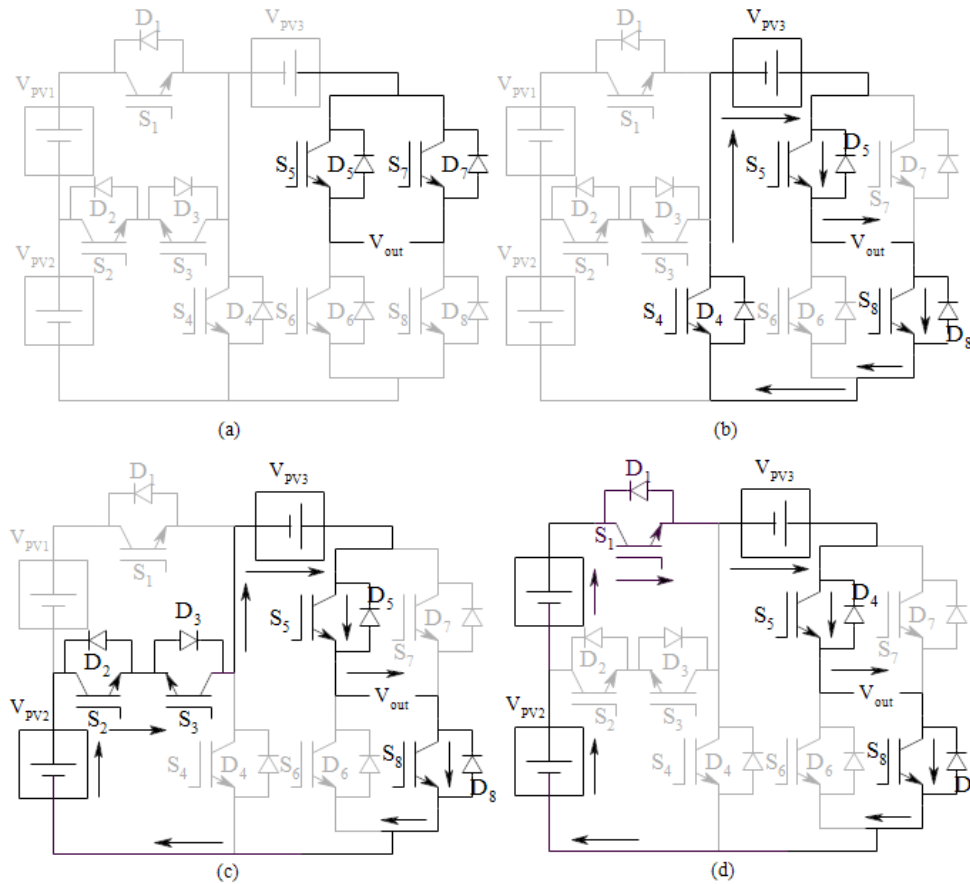 D1
VPV3
VPV1
S1
S5
D5
S7
D7
D2
D3
Vout
VPV2
S2
S3
S4
D4
S6
D6
S8
D8
(a)
D1
VPV3
VPV1
S1
S5
D5
S7
D7
D2
D3
Vout
VPV2
S2
S3
S4
D4
S6
D6
S8
D8
(b)
D1
VPV3
VPV1
S1
S5
D5
D7
S7
D3
D2
Vout
VPV2
S2
S3
S4
D4
S6
D6
S8
D8
(c)
D1
VPV3
S1
S5
D4
D7
S7
D2
D3
Vout
VPV2
S2
S3
S4
D4
S6
D6
S8
D
(d)